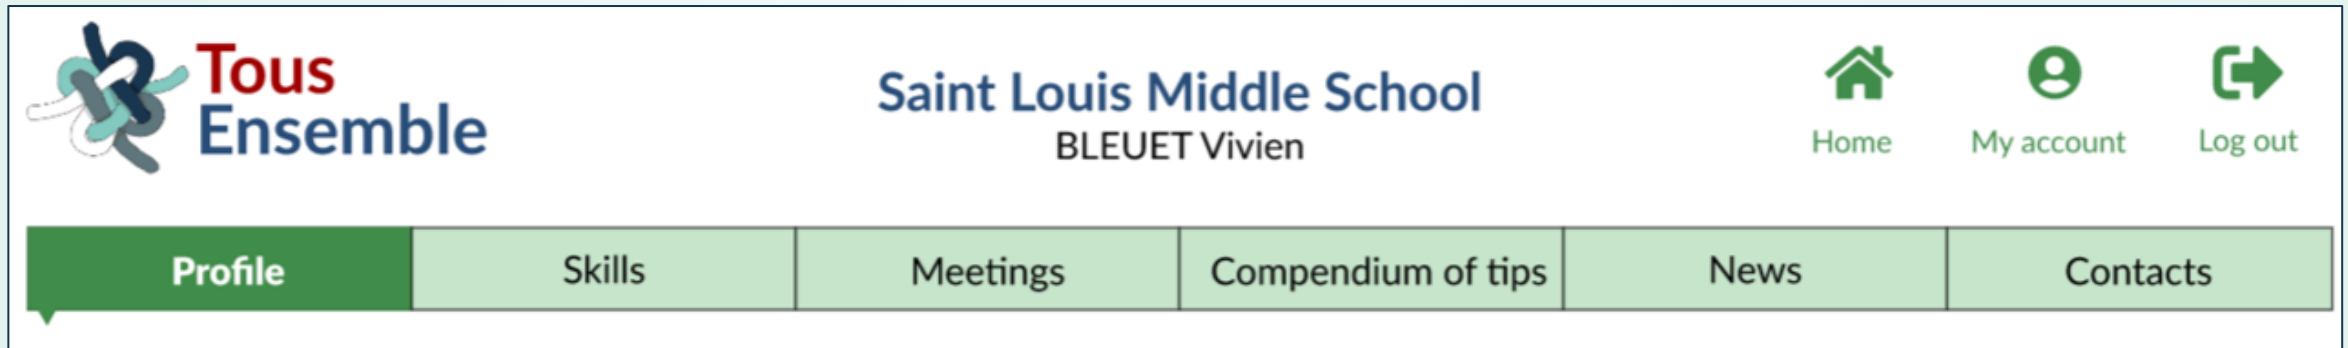 Tous
Ensemble
Saint Louis Middle School
BLEUET Vivien
Home
My account
Log out
Profile
Skills
Meetings
Compendium of tips
News
Contacts